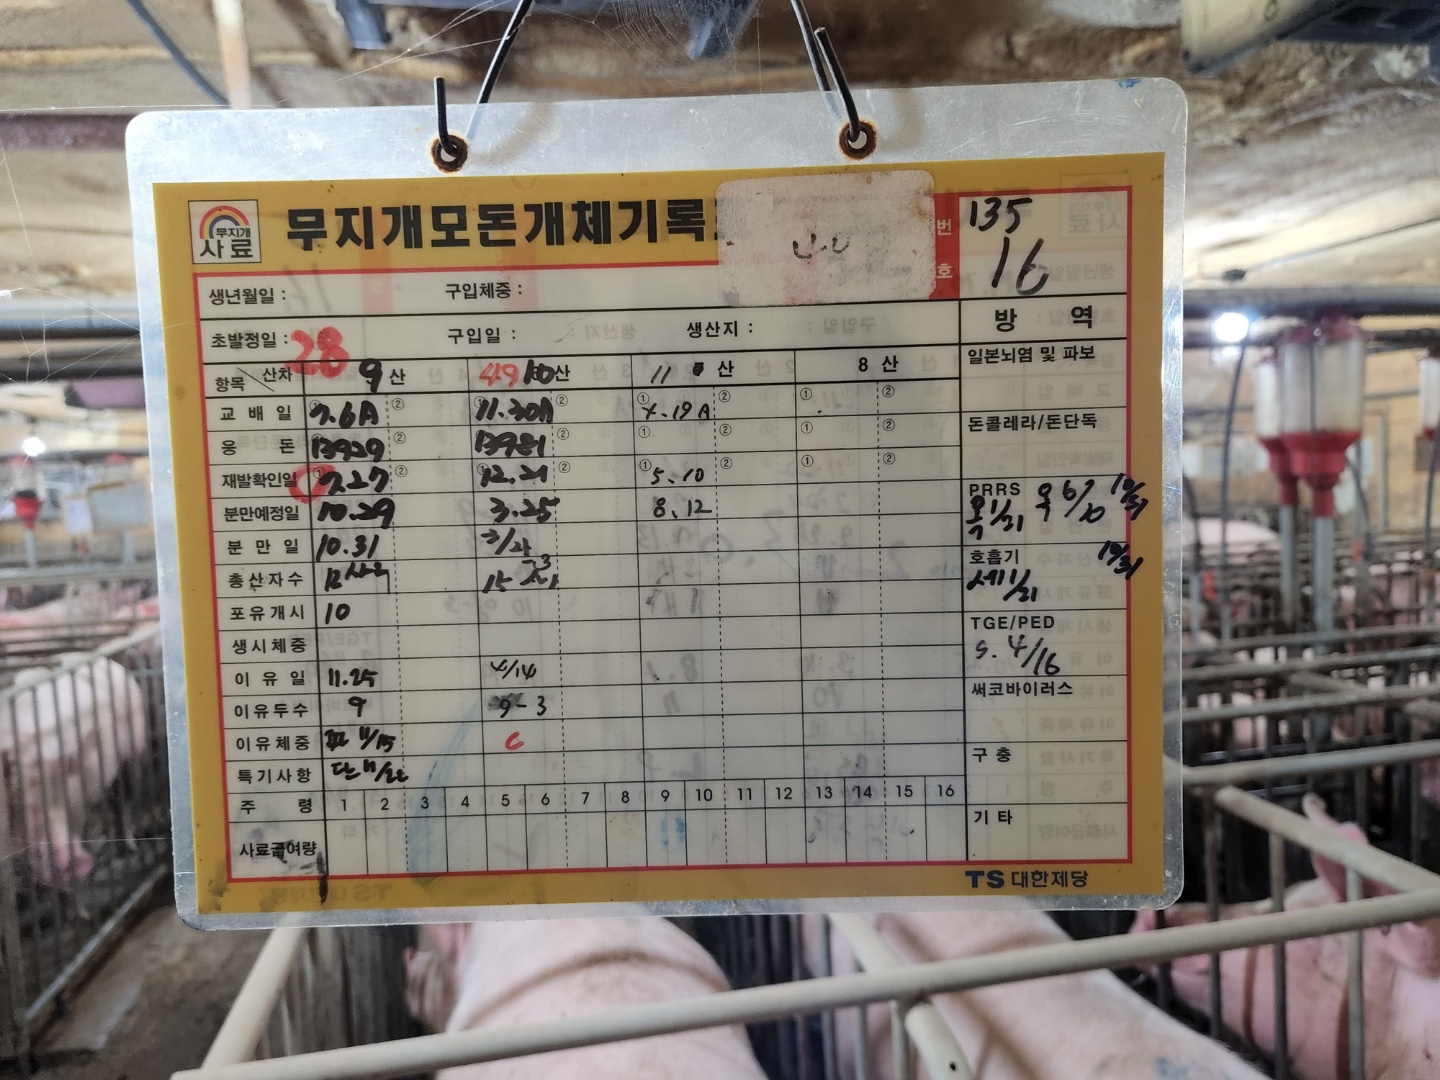 무지개
사료
무지개모돈개체기록
번
호
135
16
생년월일 : 구입체중 :
초발정일 : 28 구입일 : 생산지 :
방 역
항목 산차 9 산 49 10 산 11 산 8 산
일본뇌염 및 파보
교 배 일 ① 7.6A ② ① 11.30A ② ① 4.19 A ② ① ②
웅 돈 ① 13929 ② ① 13981 ② ① ② ① ②
돈콜레라/돈단독
재발확인일 ① 7.27 ② ① 12.21 ② ① 5.10 ② ① ②
분만예정일 10.29 3.25 8.12
PRRS 10/31
1/21
분 만 일 10.31 3/24
호흡기 10/31
1/21
총산자수 12 15
포유개시 10
TGE/PED
S. 4/16
생시체중
이 유 일 11.25 4/14
써코바이러스
이유두수 9 9-3
이유체중 11/15 C
구 충
특기사항 11/22
주 령 1 2 3 4 5 6 7 8 9 10 11 12 13 14 15 16
기 타
사료급여량
TS 대한제당